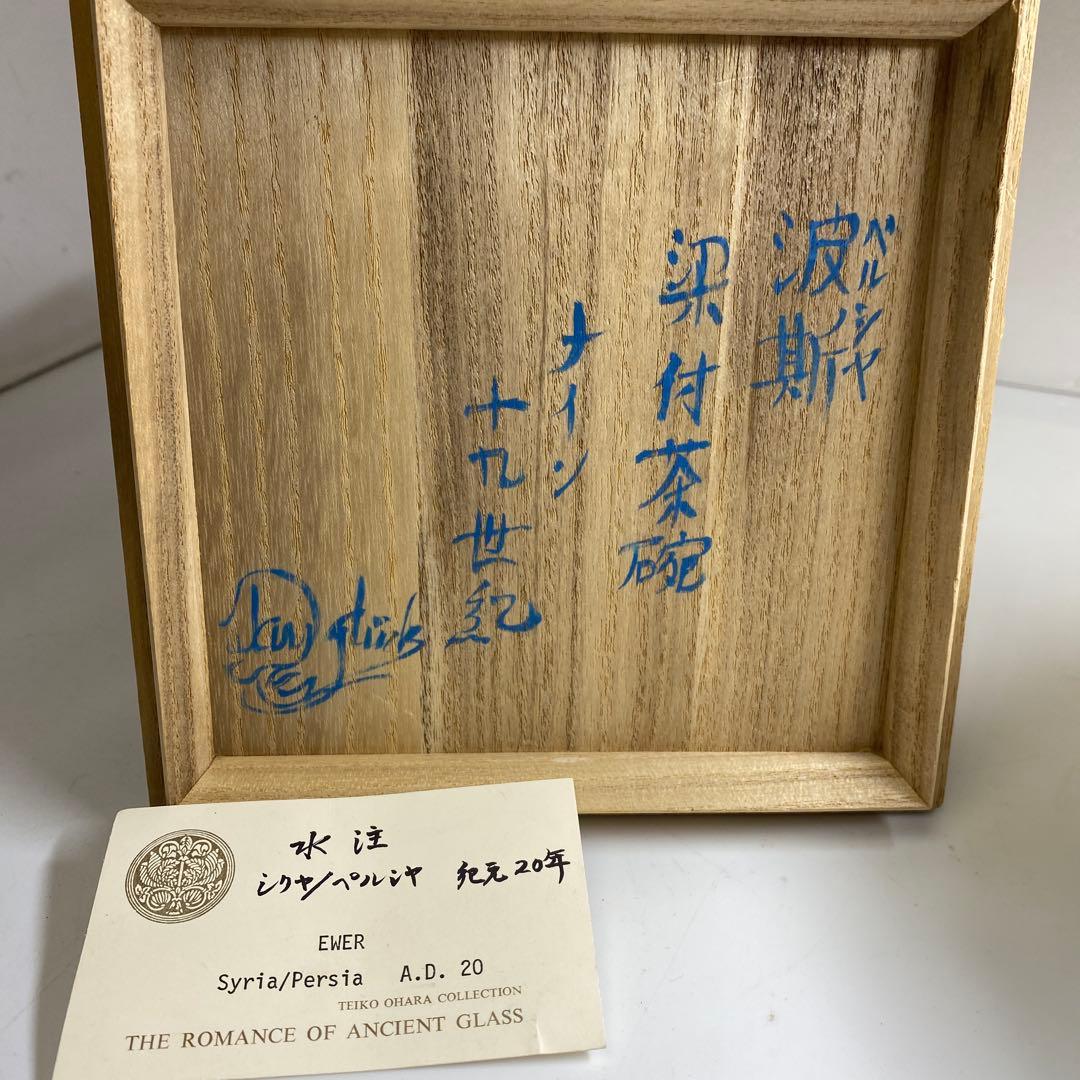 波斯
ペルシヤ
染付茶碗
ナイン
十九世紀
水注
シリヤ/ペルシヤ 紀元20年
EWER
Syria/Persia A.D. 20
TEIKO OHARA COLLECTION
THE ROMANCE OF ANCIENT GLASS